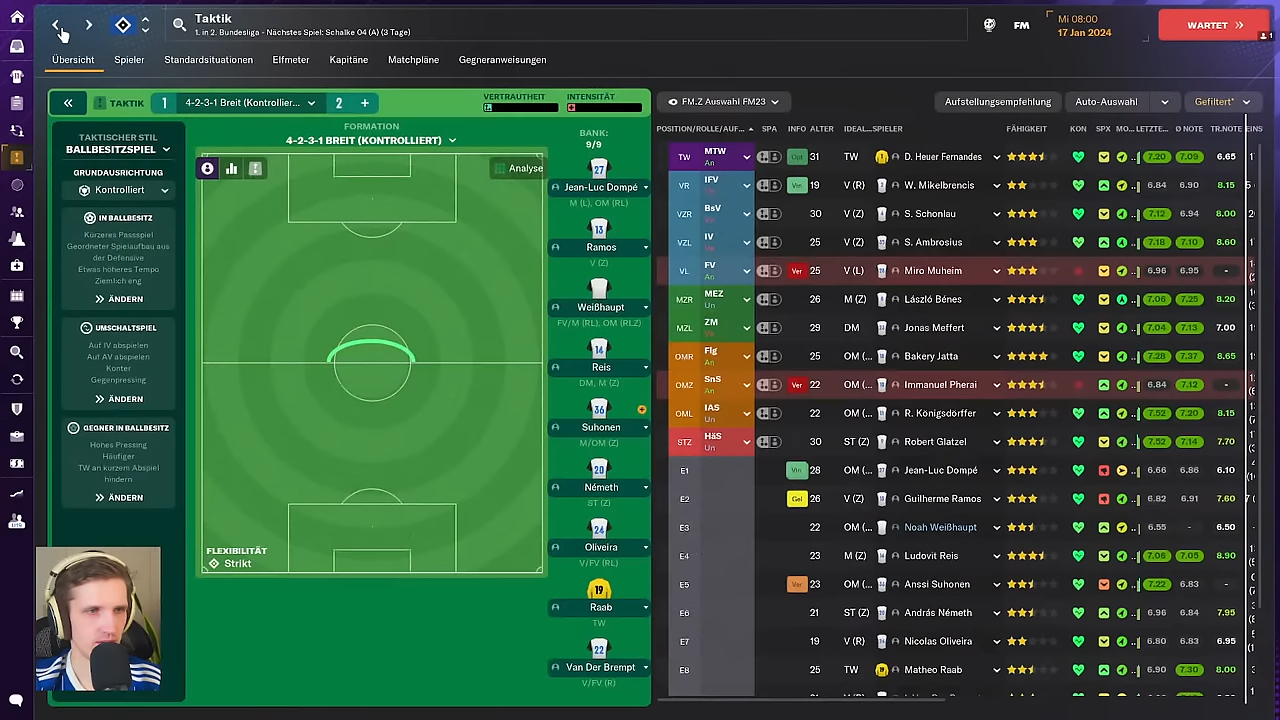 Taktik
1. in 2. Bundesliga - Nächstes Spiel: Schalke 04 (A) (3 Tage)
FM
Mi 08:00
17 Jan 2024
WARTET
1
Übersicht
Spieler
Standardsituationen
Elfmeter
Kapitäne
Matchpläne
Gegneranweisungen
TAKTIK
1
4-2-3-1 Breit (Kontrollier...
2
VERTRAUTHEIT
INTENSITÄT
FM.Z Auswahl FM23
Aufstellungsempfehlung
Auto-Auswahl
Gefiltert*
TAKTISCHER STIL
BALLBESITZSPIEL
GRUNDAUSRICHTUNG
Kontrolliert
IN BALLBESITZ
Kürzeres Passspiel
Geordneter Spielaufbau aus
der Defensive
Etwas höheres Tempo
Ziemlich eng
ÄNDERN
UMSCHALTSPIEL
Auf IV abspielen
Auf AV abspielen
Konter
Gegenpressing
ÄNDERN
GEGNER IN BALLBESITZ
Hohes Pressing
Häufiger
TW an kurzem Abspiel
hindern
ÄNDERN
FORMATION
4-2-3-1 BREIT (KONTROLLIERT)
Analyse
FLEXIBILITÄT
Strikt
BANK:
9/9
27
Jean-Luc Dompé
M (L), OM (RL)
13
Ramos
V (Z)
Weißhaupt
FV/M (RL), OM (RLZ)
14
Reis
DM, M (Z)
36
Suhonen
M/OM (Z)
20
Németh
ST (Z)
24
Oliveira
V/FV (RL)
19
Raab
TW
22
Van Der Brempt
V/FV (R)
POSITION/ROLLE/AUF... SPA INFO ALTER IDEAL... SPIELER FÄHIGKEIT KON SPX MO... LETZTE... Ø NOTE TR.NOTE EINS
TW MTW An 31 TW D. Heuer Fernandes 7.20 7.09 6.65
VR IFV Vin 19 V (R) W. Mikelbrencis 6.84 6.90 8.15
VZR BsV 30 V (Z) S. Schonlau 7.12 6.94 8.00
VZL IV 25 V (Z) S. Ambrosius 7.18 7.10 8.60
VL FV An Ver 25 V (L) Miro Muheim 6.96 6.95 -
MZR MEZ Un 26 M (Z) László Bénes 7.06 7.25 8.20
MZL ZM 29 DM Jonas Meffert 7.04 7.13 7.00
OMR Flg An 25 OM (... Bakery Jatta 7.28 7.37 8.65
OMZ SnS An Ver 22 OM (... Immanuel Pherai 6.84 7.12 -
OML IAS Un 22 OM (... R. Königsdörffer 7.52 7.20 8.15
STZ HäS Un 30 ST (Z) Robert Glatzel 7.52 7.14 7.70
E1 Vin 28 OM (... Jean-Luc Dompé 6.66 6.86 6.10
E2 Gel 26 V (Z) Guilherme Ramos 6.82 6.91 7.60
E3 22 OM (... Noah Weißhaupt 6.55 - 6.50
E4 23 M (Z) Ludovit Reis 7.06 7.05 8.90
E5 Ver 23 OM (... Anssi Suhonen 7.22 6.83 -
E6 21 ST (Z) András Németh 6.96 6.84 7.95
E7 19 V (R) Nicolas Oliveira 6.80 6.83 6.95
E8 25 TW Matheo Raab 6.90 7.30 8.00